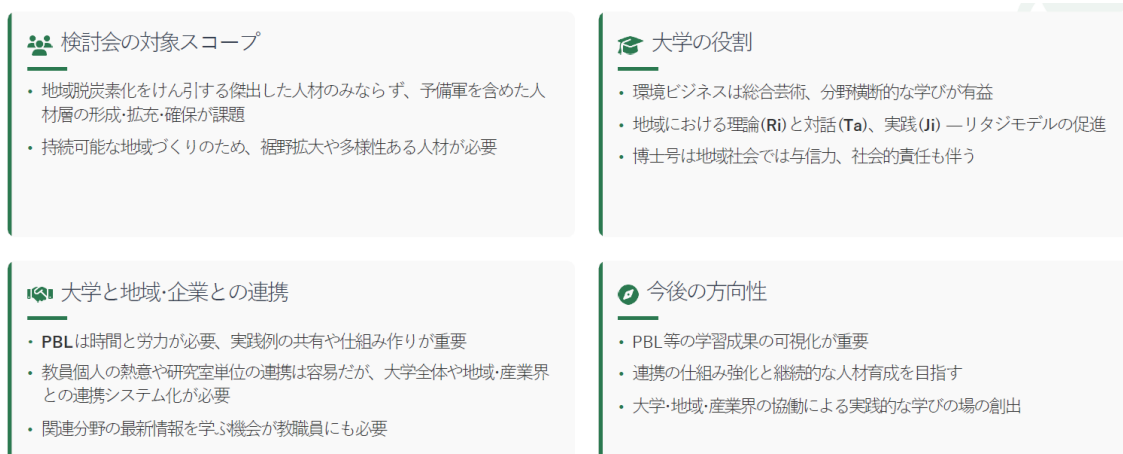 検討会の対象スコープ
• 地域脱炭素化をけん引する傑出した人材のみならず、予備軍を含めた人
材層の形成・拡充・確保が課題
• 持続可能な地域づくりのため、裾野拡大や多様性ある人材が必要
大学の役割
• 環境ビジネスは総合芸術、分野横断的な学びが有益
• 地域における理論(Ri)と対話(Ta)、実践(Ji) —リタジモデルの促進
• 博士号は地域社会では与信力、社会的責任も伴う
大学と地域・企業との連携
• PBLは時間と労力が必要、実践例の共有や仕組み作りが重要
• 教員個人の熱意や研究室単位の連携は容易だが、大学全体や地域・産業界
との連携システム化が必要
• 関連分野の最新情報を学ぶ機会が教職員にも必要
今後の方向性
• PBL等の学習成果の可視化が重要
• 連携の仕組み強化と継続的な人材育成を目指す
• 大学・地域・産業界の協働による実践的な学びの場の創出